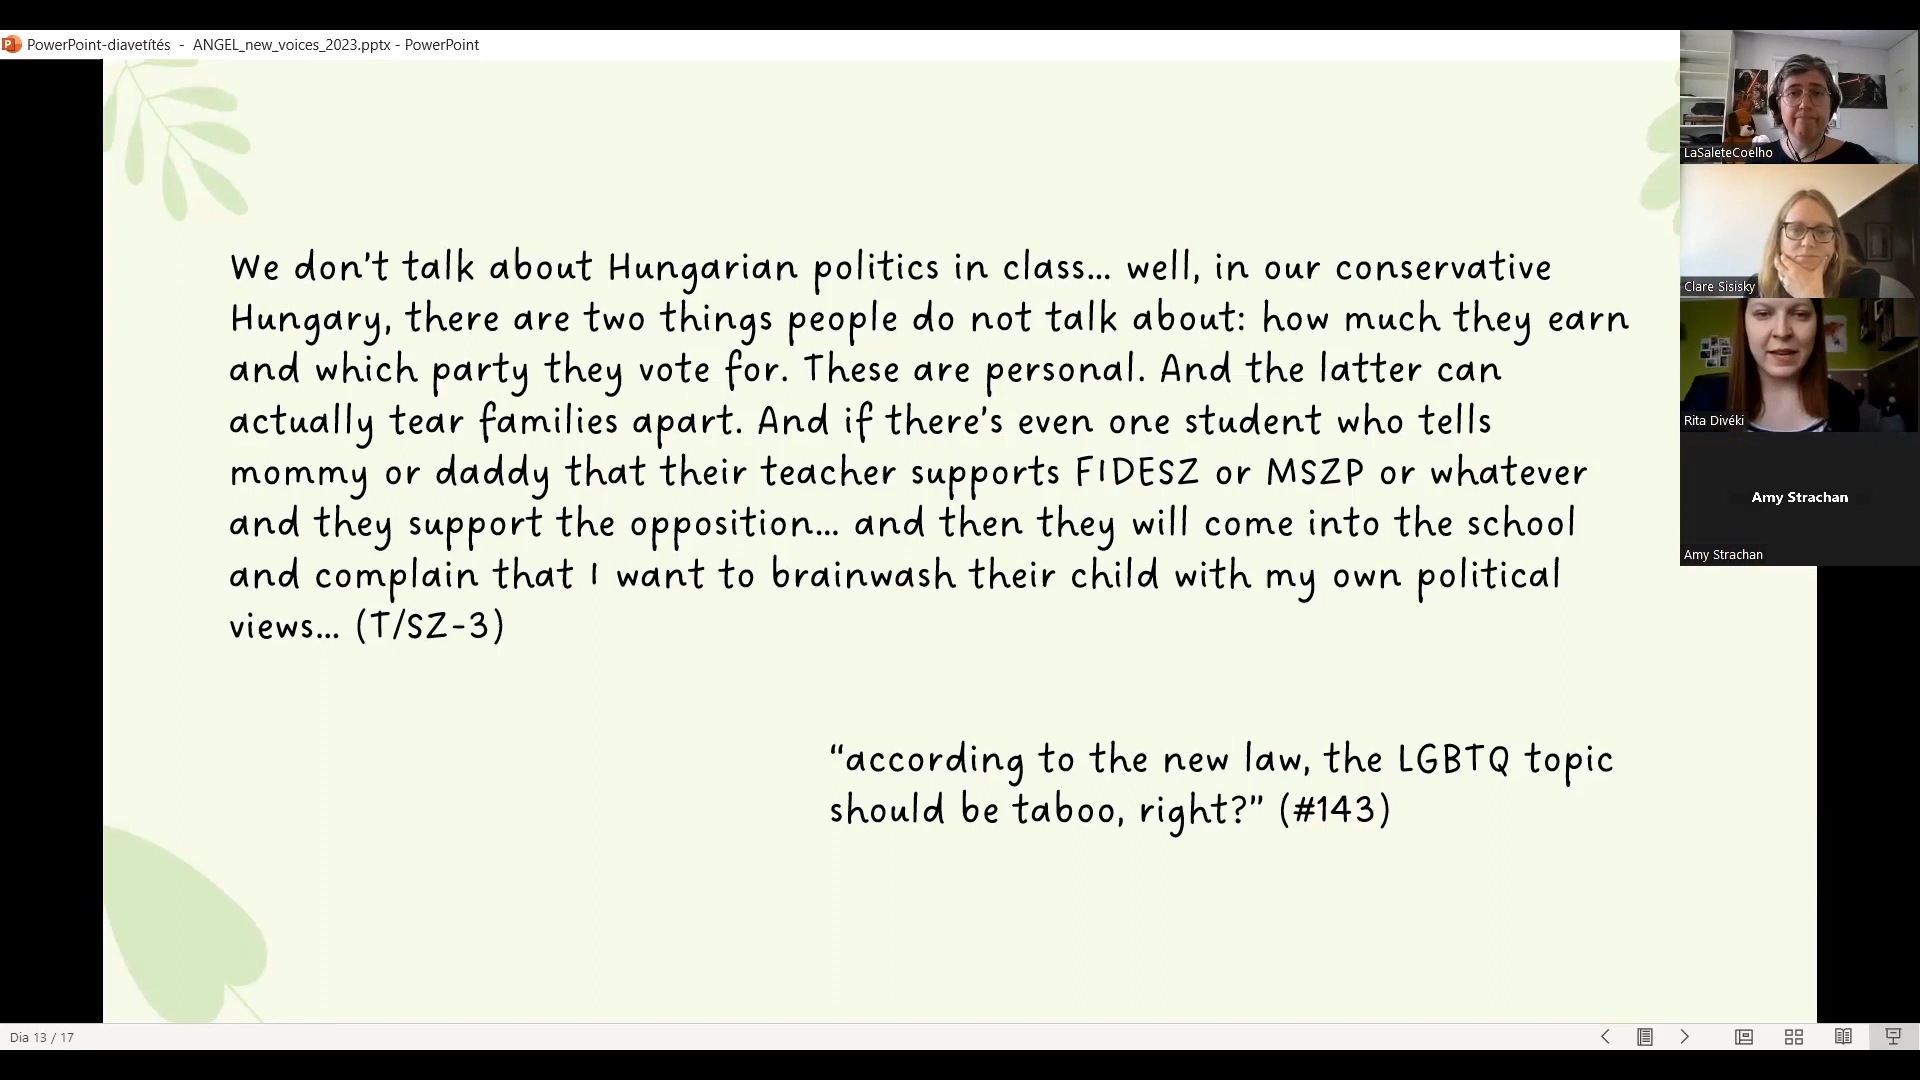 PowerPoint-diavetítés - ANGEL_new_voices_2023.pptx - PowerPoint
We don't talk about Hungarian politics in class... well, in our conservative
Hungary, there are two things people do not talk about: how much they earn
and which party they vote for. These are personal. And the latter can
actually tear families apart. And if there's even one student who tells
mommy or daddy that their teacher supports FIDESZ or MSZP or whatever
and they support the opposition... and then they will come into the school
and complain that I want to brainwash their child with my own political
views... (T/SZ-3)
"according to the new law, the LGBTQ topic
should be taboo, right?" (#143)
LaSaleteCoelho
Clare Sisisky
Rita Divéki
Amy Strachan
Amy Strachan
Dia 13 / 17